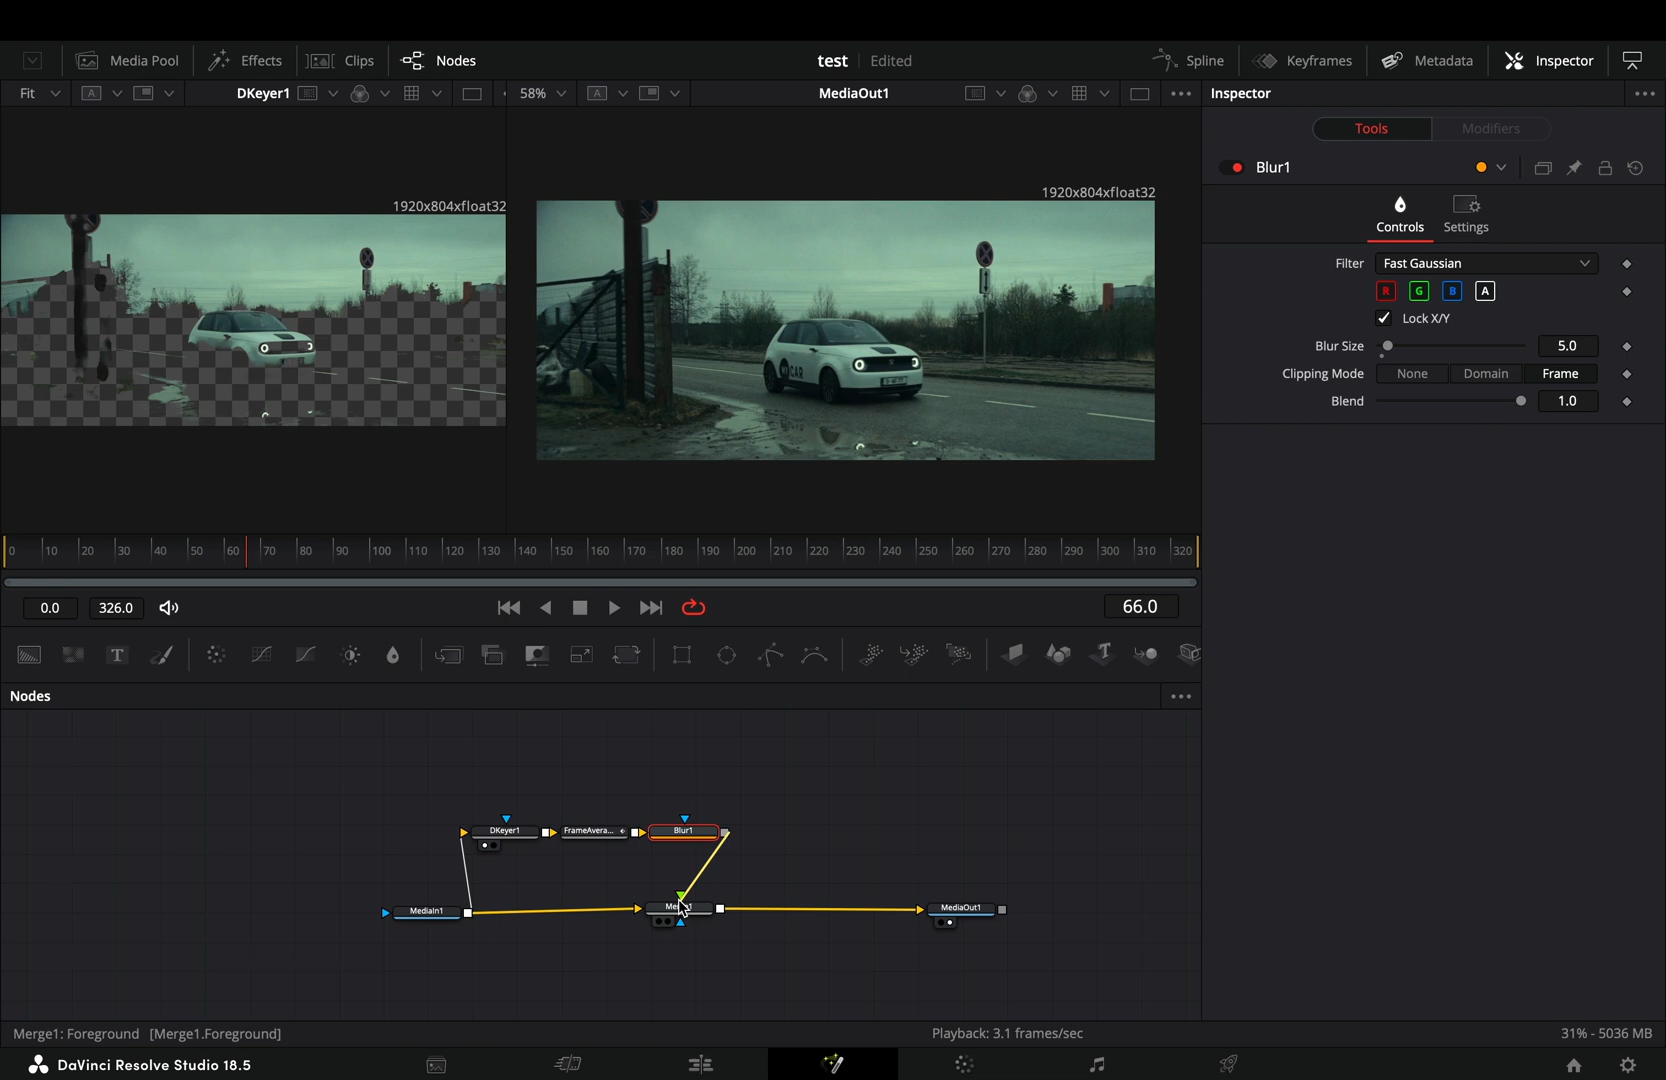 Media Pool
Effects
Clips
Nodes
test
Edited
Spline
Keyframes
Metadata
Inspector
Fit
A
DKeyer1
58%
A
MediaOut1
Inspector
Tools
Modifiers
Blur1
1920x804xfloat32
1920x804xfloat32
Controls
Settings
Filter
Fast Gaussian
R
G
B
A
Lock X/Y
Blur Size
5.0
Clipping Mode
None
Domain
Frame
Blend
1.0
CAR
0 10 20 30 40 50 60 70 80 90 100 110 120 130 140 150 160 170 180 190 200 210 220 230 240 250 260 270 280 290 300 310 320
0.0
326.0
66.0
T
T
Nodes
DKeyer1
FrameAvera...
Blur1
MediaIn1
MediaOut1
Merge1: Foreground [Merge1.Foreground]
Playback: 3.1 frames/sec
31% - 5036 MB
DaVinci Resolve Studio 18.5